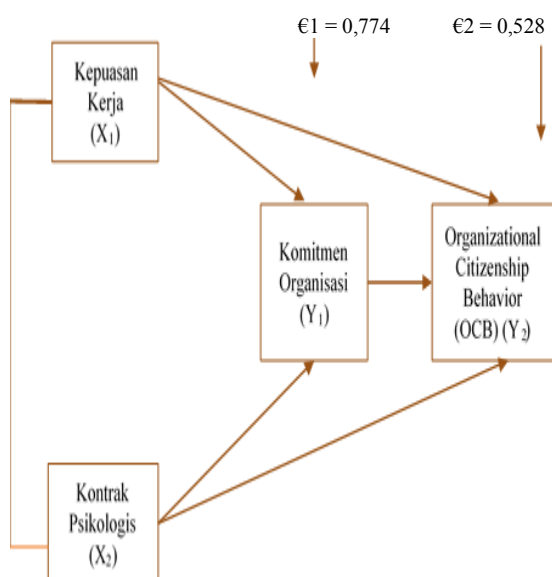 €1 = 0,774
€2 = 0,528
Kepuasan
Kerja
(X₁)
Komitmen
Organisasi
(Y₁)
Organizational
Citizenship
Behavior
(OCB) (Y₂)
Kontrak
Psikologis
(X₂)